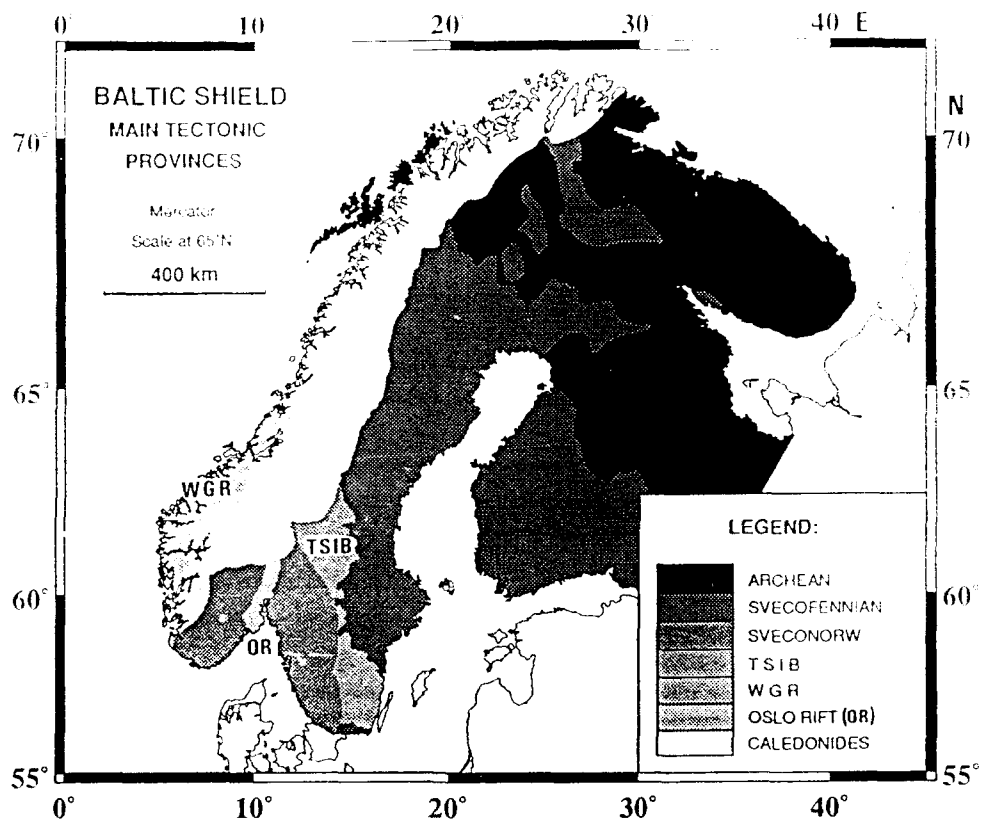 0° 10 20 30 40 E
BALTIC SHIELD
MAIN TECTONIC
PROVINCES
Mercator
Scale at 65°N
400 km
N
70° 70
65° 65
60° 60°
55° 55°
WGR
TSIB
OR
LEGEND:
ARCHEAN
SVECOFENNIAN
SVECONORW
TSIB
WGR
OSLO RIFT (OR)
CALEDONIDES
0° 10° 20° 30° 40°